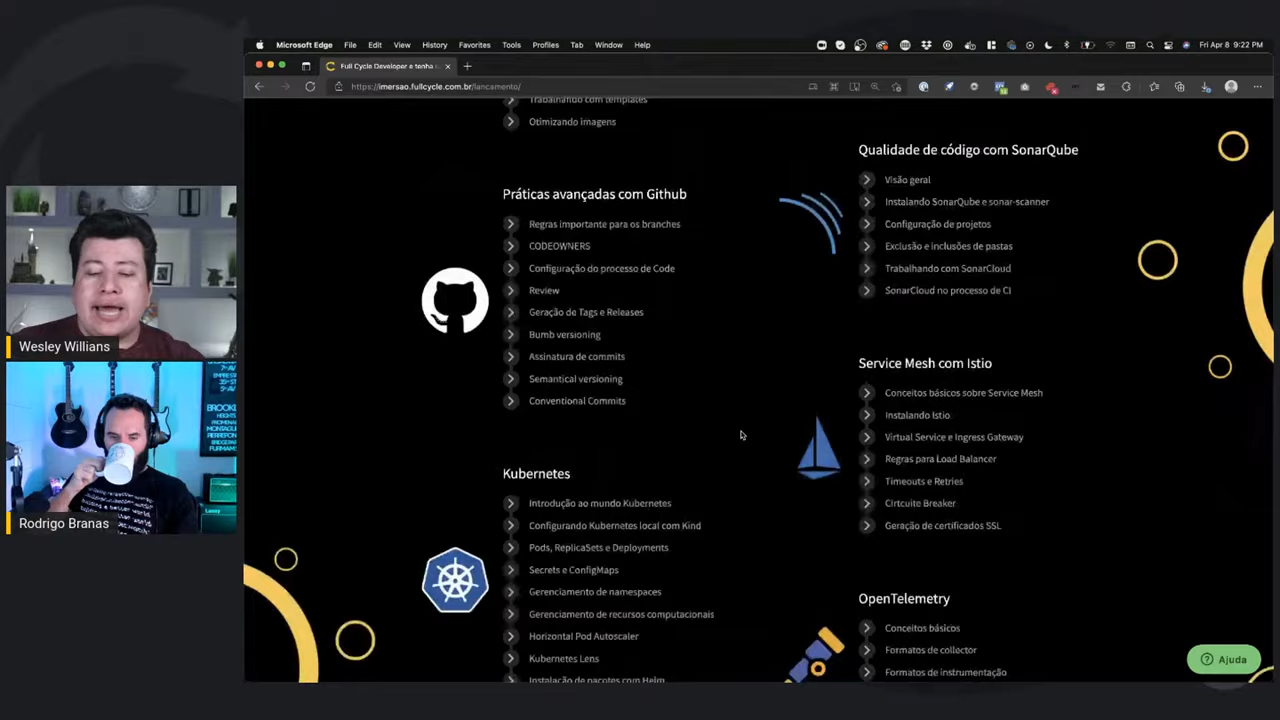 Microsoft Edge File Edit View History Favorites Tools Profiles Tab Window Help
Fri Apr 8 9:22 PM
Full Cycle Developer e tenha
https://imersao.fullcycle.com.br/lancamento/
Trabalhando com templates
Otimizando imagens
Práticas avançadas com Github
Regras importante para os branches
CODEOWNERS
Configuração do processo de Code
Review
Geração de Tags e Releases
Bumb versioning
Assinatura de commits
Semantical versioning
Conventional Commits
Kubernetes
Introdução ao mundo Kubernetes
Configurando Kubernetes local com Kind
Pods, ReplicaSets e Deployments
Secrets e ConfigMaps
Gerenciamento de namespaces
Gerenciamento de recursos computacionais
Horizontal Pod Autoscaler
Kubernetes Lens
Instalação de pacotes com Helm
Qualidade de código com SonarQube
Visão geral
Instalando SonarQube e sonar-scanner
Configuração de projetos
Exclusão e inclusões de pastas
Trabalhando com SonarCloud
SonarCloud no processo de CI
Service Mesh com Istio
Conceitos básicos sobre Service Mesh
Instalando Istio
Virtual Service e Ingress Gateway
Regras para Load Balancer
Timeouts e Retries
Circuite Breaker
Geração de certificados SSL
OpenTelemetry
Conceitos básicos
Formatos de collector
Formatos de instrumentação
Ajuda
Wesley Willians
Rodrigo Branas